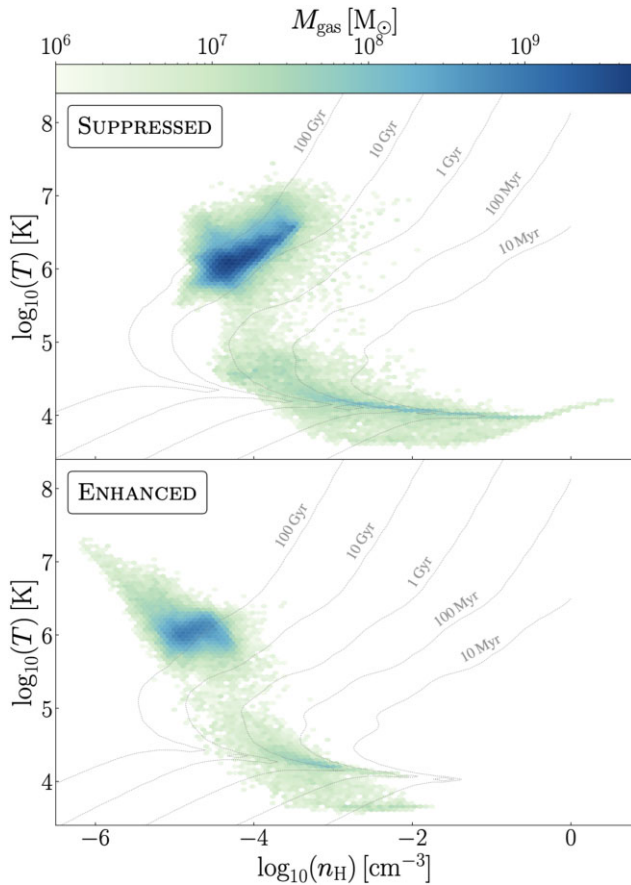 M_gas [M_⊙]
10^6 10^7 10^8 10^9
SUPPRESSED
100 Gyr
10 Gyr
1 Gyr
100 Myr
10 Myr
8
7
6
5
4
log_10(T) [K]
ENHANCED
100 Gyr
10 Gyr
1 Gyr
100 Myr
10 Myr
8
7
6
5
4
log_10(T) [K]
−6 −4 −2 0
log_10(n_H) [cm^−3]